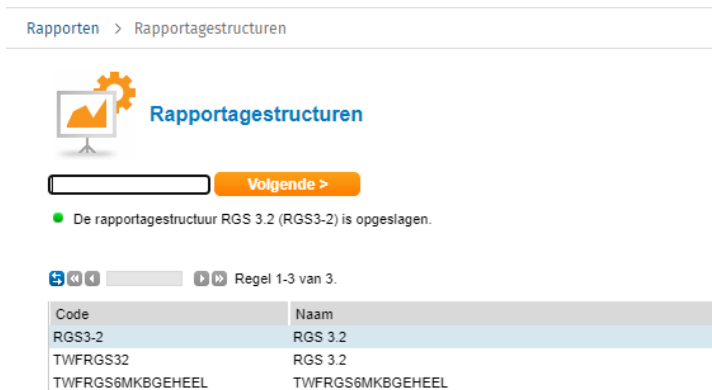 Rapporten > Rapportagestructuren
Rapportagestructuren
Volgende >
De rapportagestructuur RGS 3.2 (RGS3-2) is opgeslagen.
Regel 1-3 van 3.
Code Naam
RGS3-2 RGS 3.2
TWFRGS32 RGS 3.2
TWFRGS6MKBGEHEEL TWFRGS6MKBGEHEEL